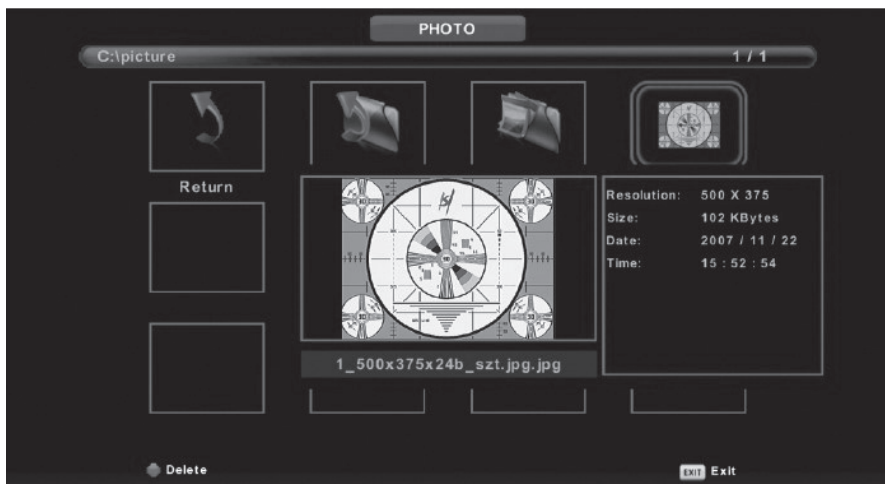 PHOTO
C:\picture
1 / 1
Return
Resolution: 500 X 375
Size: 102 KBytes
Date: 2007 / 11 / 22
Time: 15 : 52 : 54
1_500x375x24b_szt.jpg.jpg
Delete
EXIT Exit